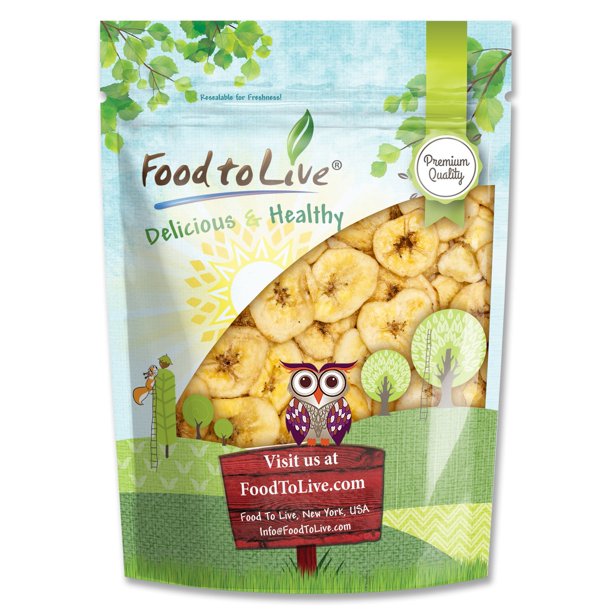 Resealable for Freshness!
Food to Live®
Delicious & Healthy
Premium
Quality
Visit us at
FoodToLive.com
Food To Live, New York, USA
Info@FoodToLive.com